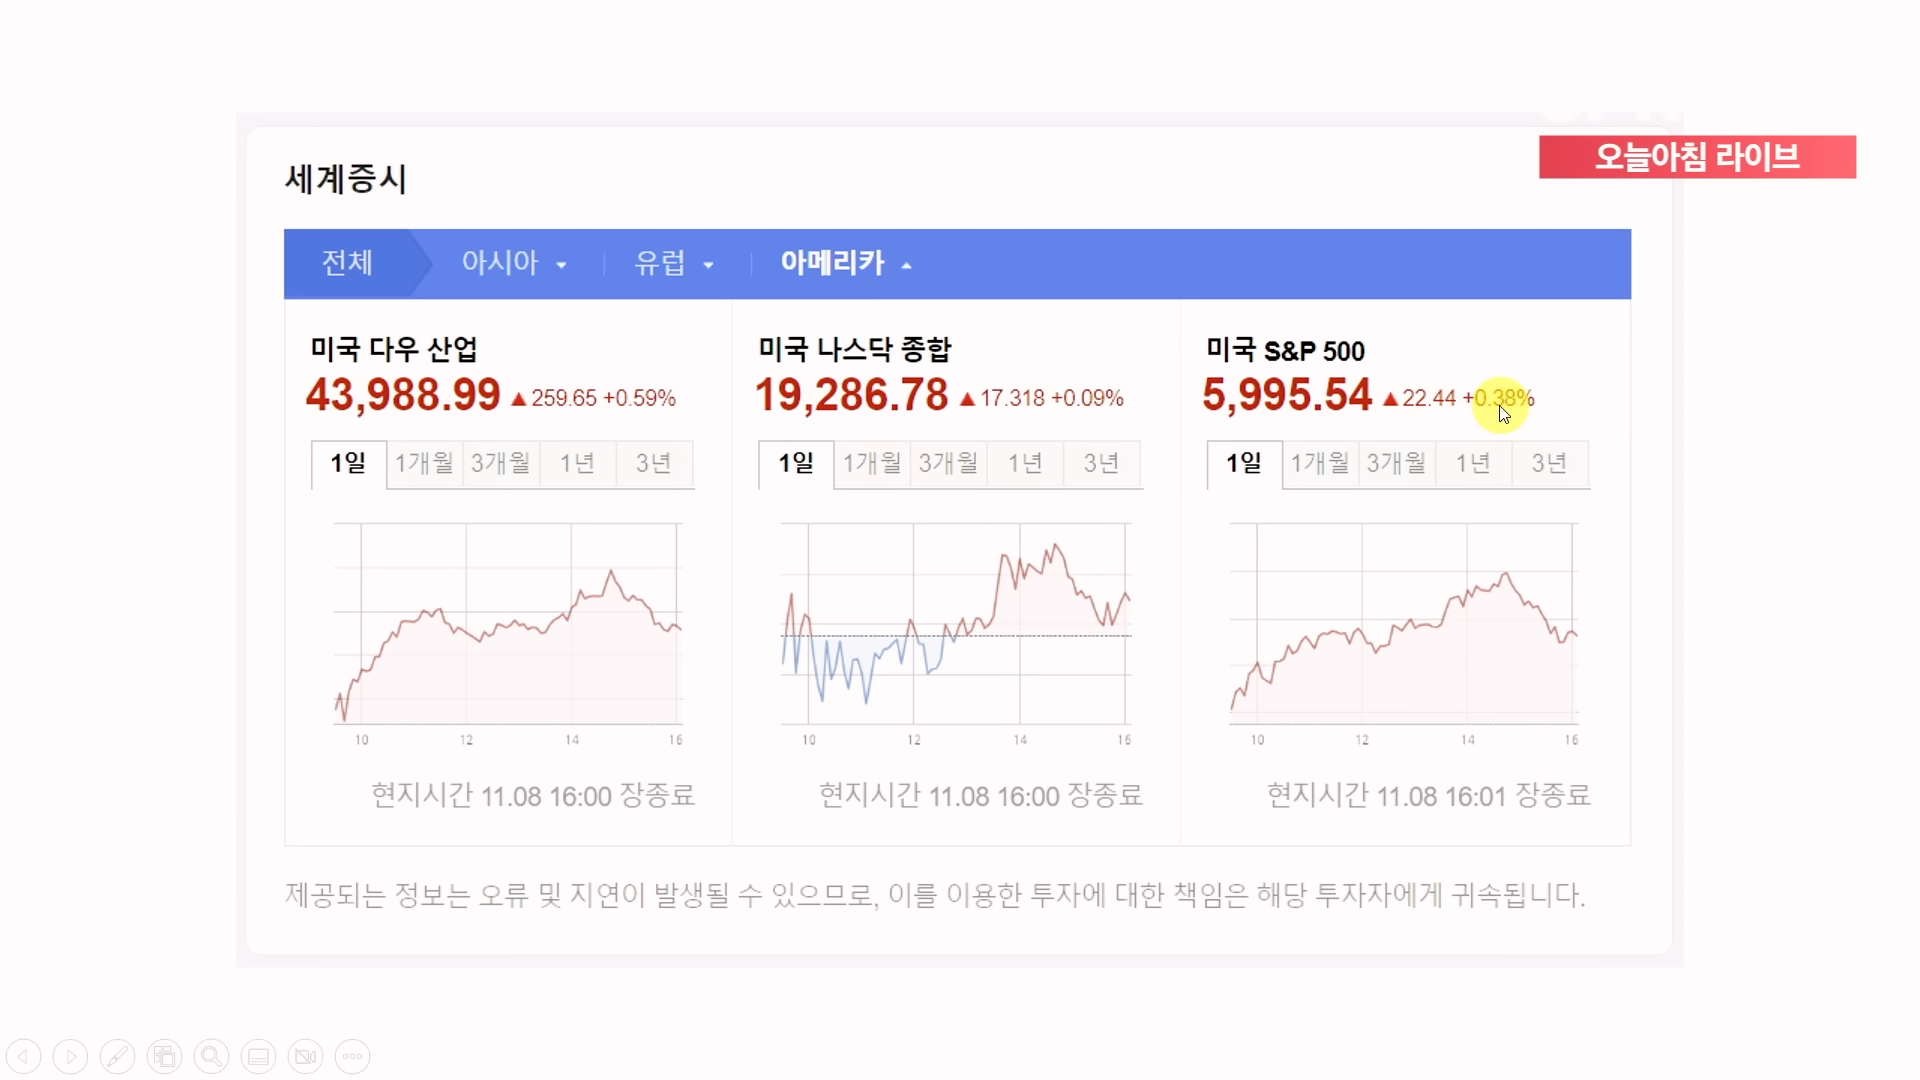 오늘아침 라이브
세계증시
전체 아시아 유럽 아메리카
미국 다우 산업
43,988.99 ▲ 259.65 +0.59%
1일 1개월 3개월 1년 3년
10 12 14 16
현지시간 11.08 16:00 장종료
미국 나스닥 종합
19,286.78 ▲ 17.318 +0.09%
1일 1개월 3개월 1년 3년
10 12 14 16
현지시간 11.08 16:00 장종료
미국 S&P 500
5,995.54 ▲ 22.44 +0.38%
1일 1개월 3개월 1년 3년
10 12 14 16
현지시간 11.08 16:01 장종료
제공되는 정보는 오류 및 지연이 발생될 수 있으므로, 이를 이용한 투자에 대한 책임은 해당 투자자에게 귀속됩니다.